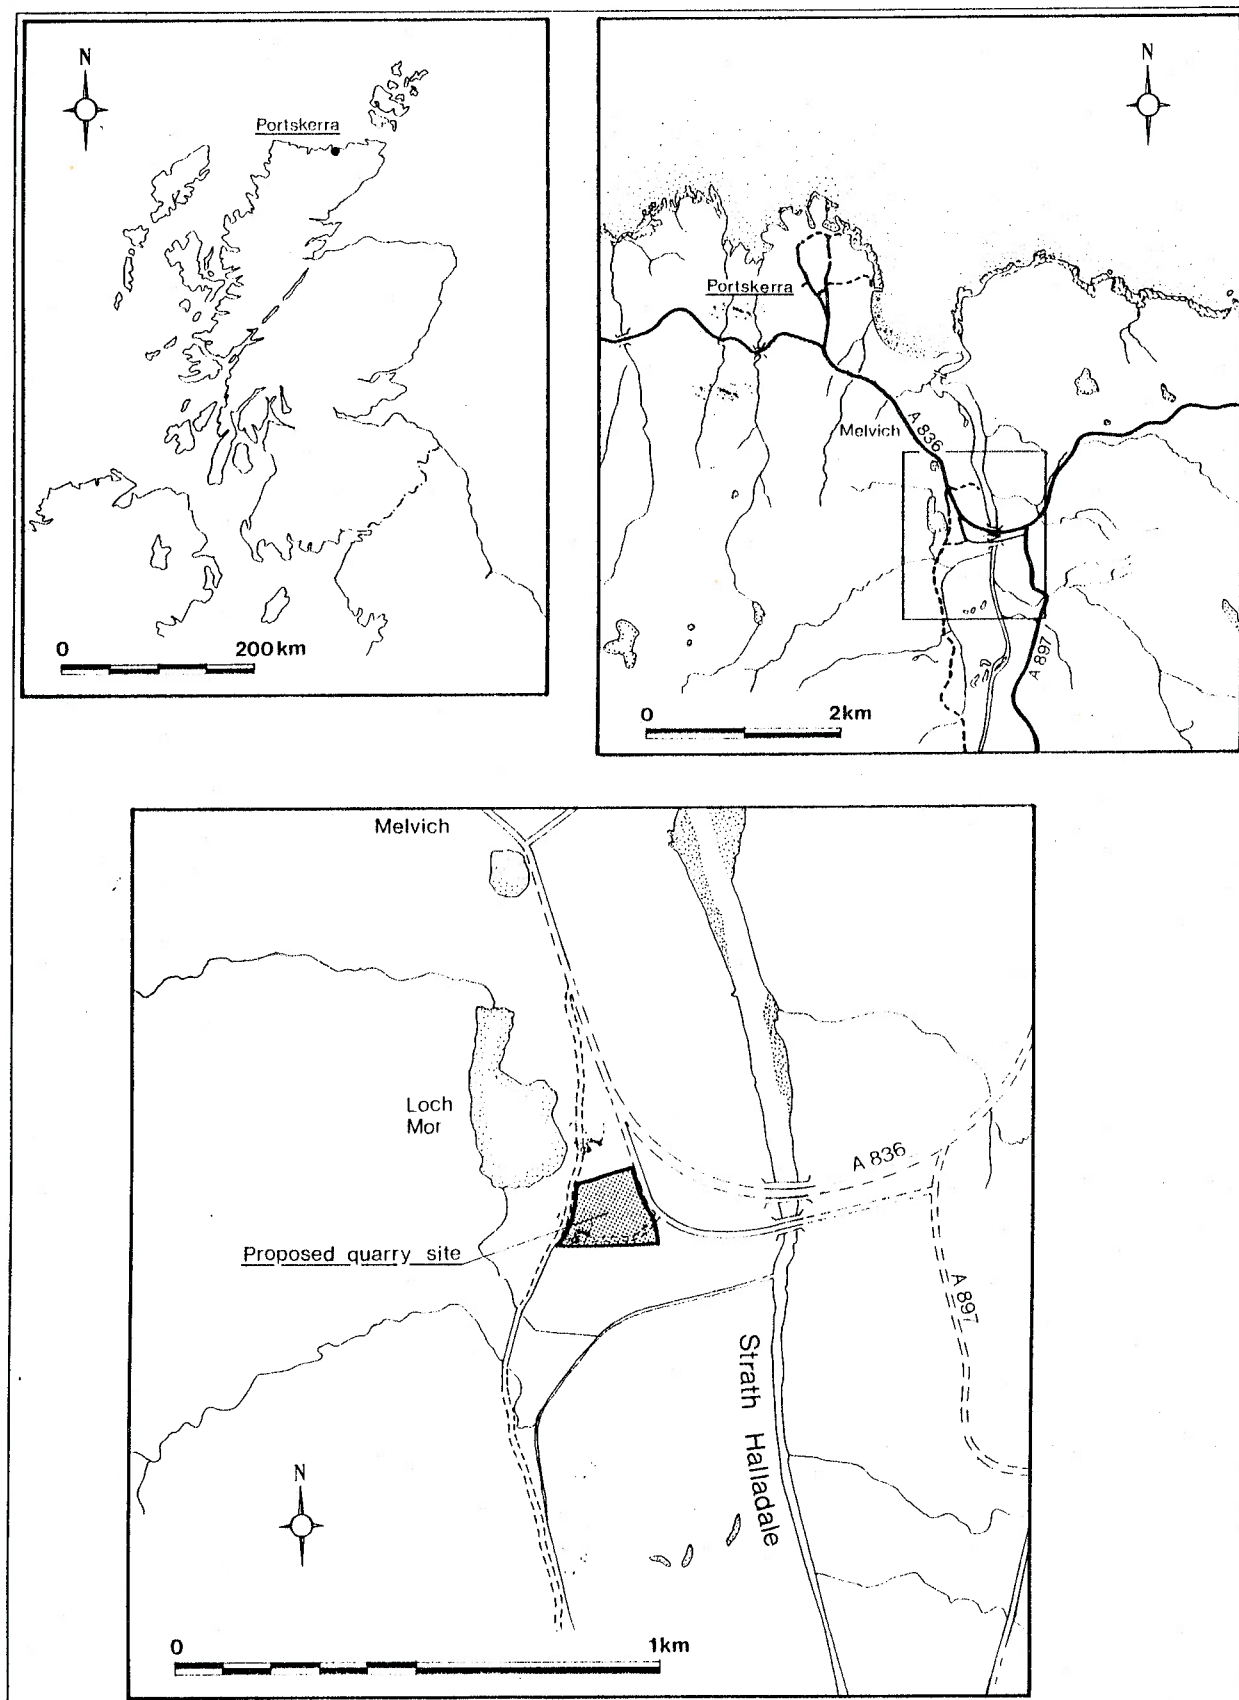 N
Portskerra
0 200km
N
Portskerra
Melvich
A 836
A 897
0 2km
Melvich
Loch
Mor
A 836
Proposed quarry site
A 897
Strath Halladale
N
0 1km